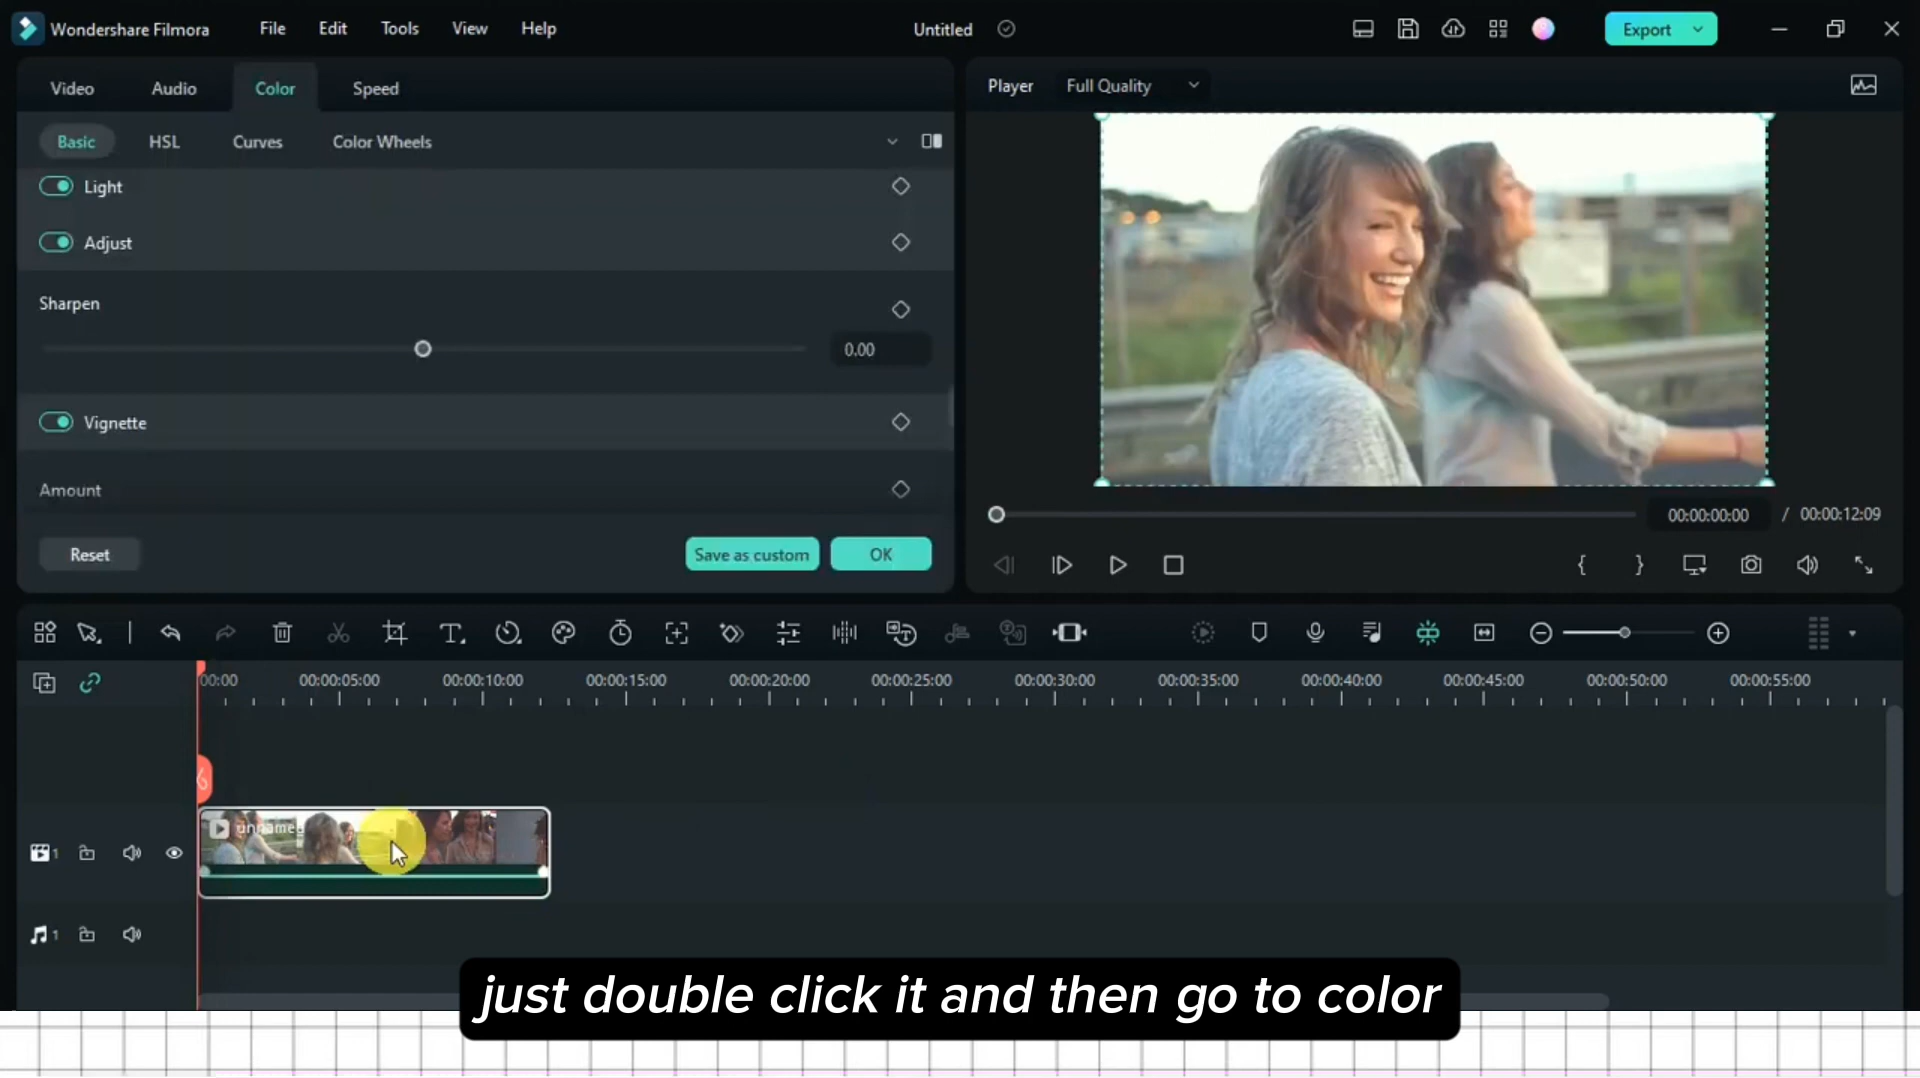 Wondershare Filmora File Edit Tools View Help Untitled Export
Video Audio Color Speed
Player Full Quality
Basic HSL Curves Color Wheels
Light
Adjust
Sharpen
0.00
Vignette
Amount
Reset Save as custom OK
00:00:00:00 / 00:00:12:09
{ }
00:00 00:00:05:00 00:00:10:00 00:00:15:00 00:00:20:00 00:00:25:00 00:00:30:00 00:00:35:00 00:00:40:00 00:00:45:00 00:00:50:00 00:00:55:00
unnamed
1
1
just double click it and then go to color